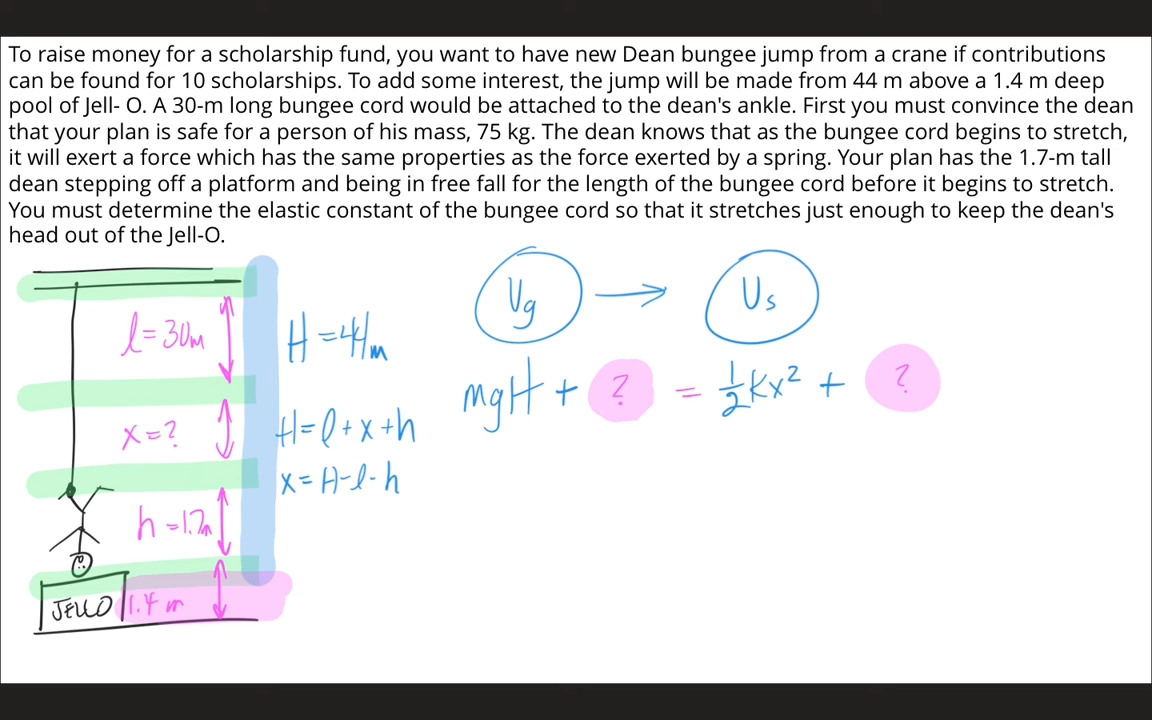 To raise money for a scholarship fund, you want to have new Dean bungee jump from a crane if contributions
can be found for 10 scholarships. To add some interest, the jump will be made from 44 m above a 1.4 m deep
pool of Jell- O. A 30-m long bungee cord would be attached to the dean's ankle. First you must convince the dean
that your plan is safe for a person of his mass, 75 kg. The dean knows that as the bungee cord begins to stretch,
it will exert a force which has the same properties as the force exerted by a spring. Your plan has the 1.7-m tall
dean stepping off a platform and being in free fall for the length of the bungee cord before it begins to stretch.
You must determine the elastic constant of the bungee cord so that it stretches just enough to keep the dean's
head out of the Jell-O.
Ug → Us
l = 30m
H = 44m
mgH + ? = 1/2 Kx² + ?
x = ?
H = l + x + h
x = H - l - h
h = 1.7m
JELLO 1.4 m